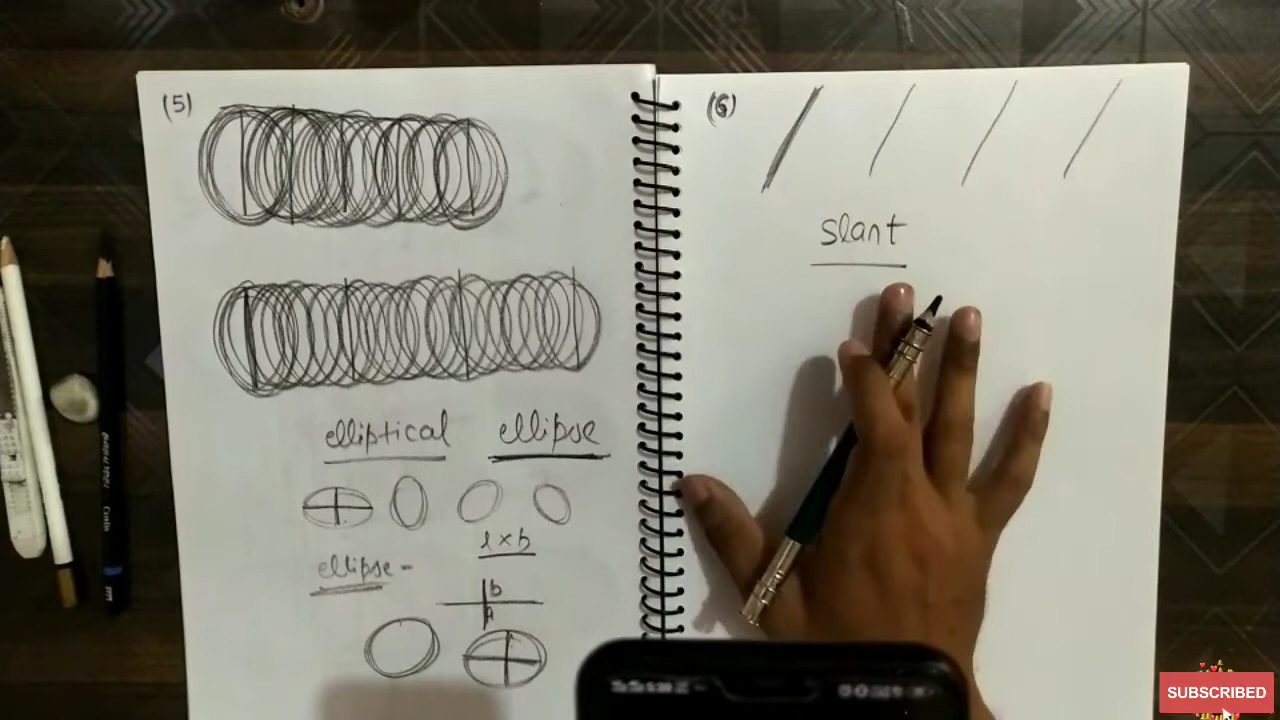 (5)
elliptical ellipse
l x b
ellipse -
b
(6)
slant
SUBSCRIBED